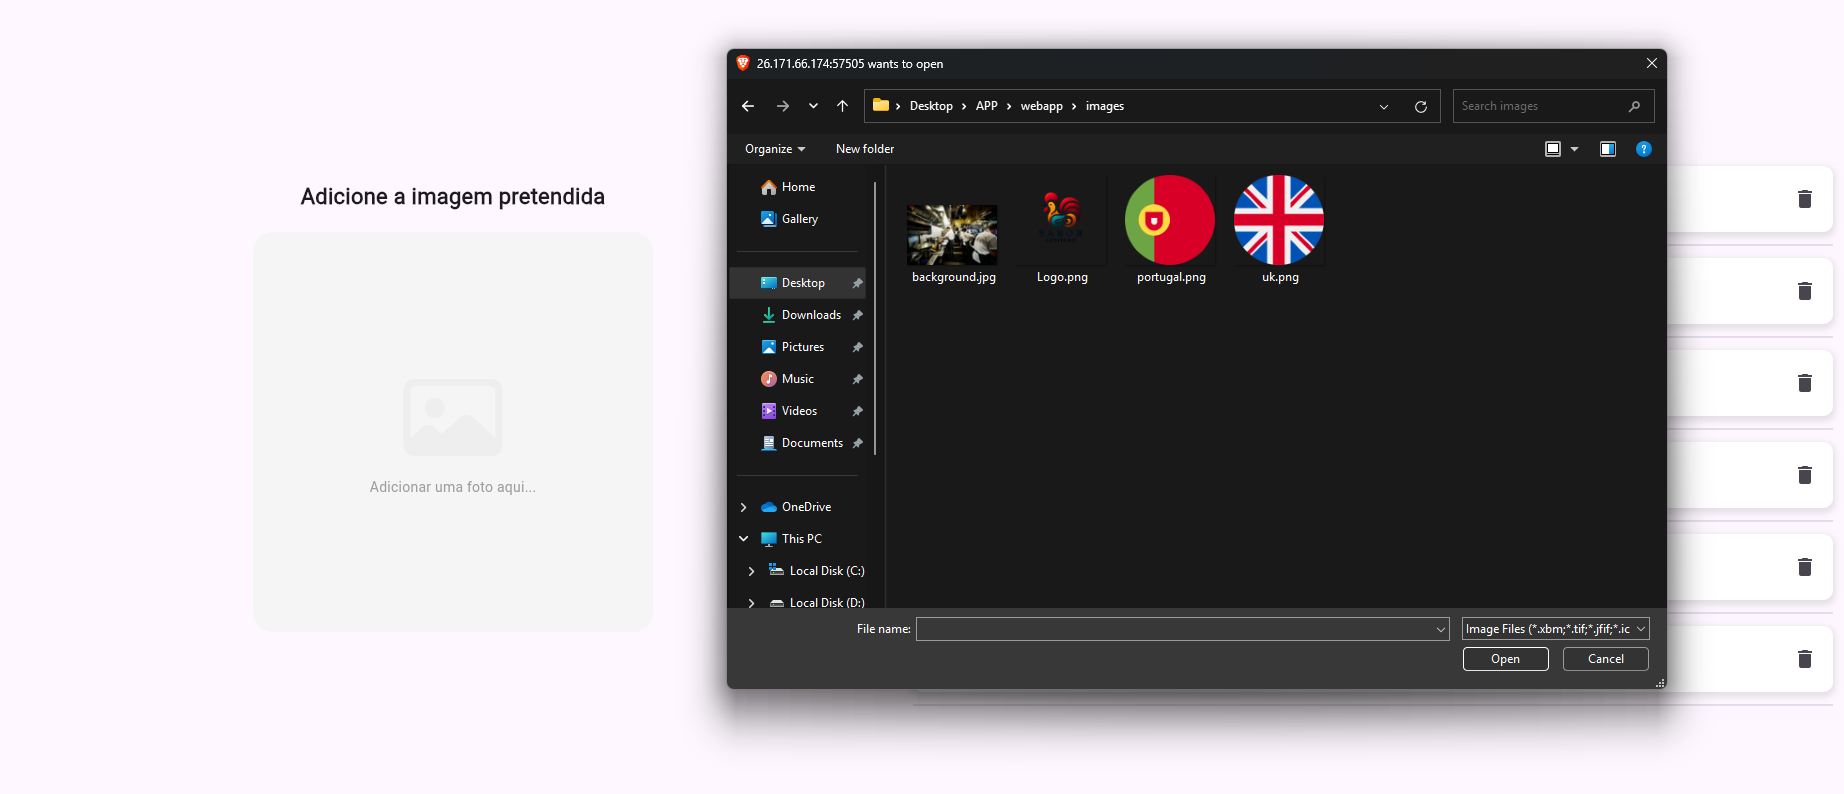 Adicione a imagem pretendida
Adicionar uma foto aqui...
26.171.66.174:57505 wants to open
Desktop
APP
webapp
images
Search images
Organize
New folder
Home
Gallery
Desktop
Downloads
Pictures
Music
Videos
Documents
OneDrive
This PC
Local Disk (C:)
Local Disk (D:)
background.jpg
Logo.png
portugal.png
uk.png
File name:
Image Files (*.xbm;*.tif;*.jfif;*.ic
Open
Cancel